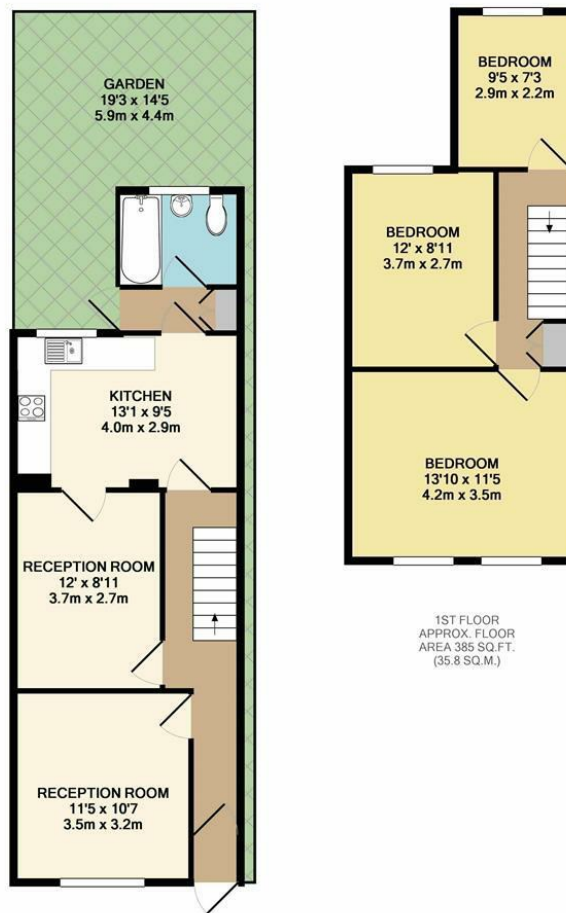 GARDEN
19'3 x 14'5
5.9m x 4.4m
KITCHEN
13'1 x 9'5
4.0m x 2.9m
RECEPTION ROOM
12' x 8'11
3.7m x 2.7m
RECEPTION ROOM
11'5 x 10'7
3.5m x 3.2m
BEDROOM
9'5 x 7'3
2.9m x 2.2m
BEDROOM
12' x 8'11
3.7m x 2.7m
BEDROOM
13'10 x 11'5
4.2m x 3.5m
1ST FLOOR
APPROX. FLOOR
AREA 385 SQ.FT.
(35.8 SQ.M.)